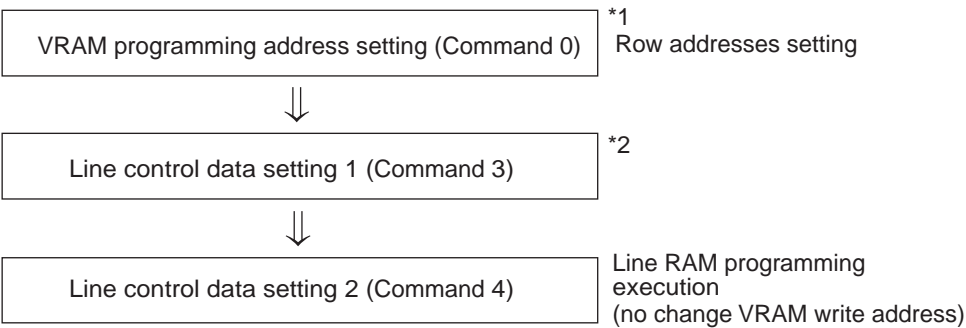 *1
VRAM programming address setting (Command 0)
Row addresses setting
⇓
*2
Line control data setting 1 (Command 3)
⇓
Line control data setting 2 (Command 4)
Line RAM programming
execution
(no change VRAM write address)